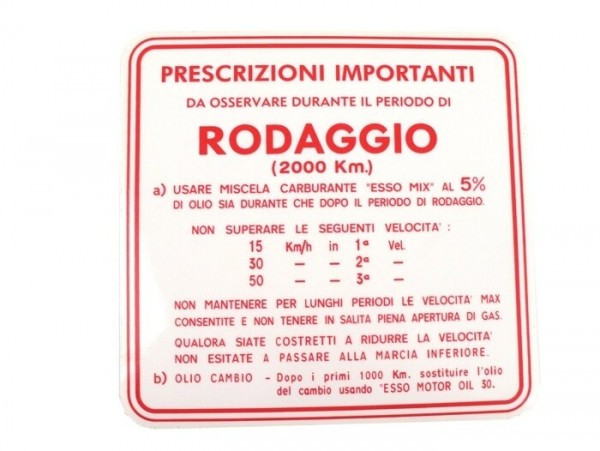 PRESCRIZIONI IMPORTANTI
DA OSSERVARE DURANTE IL PERIODO DI
RODAGGIO
(2000 Km.)
a) USARE MISCELA CARBURANTE "ESSO MIX" AL 5%
DI OLIO SIA DURANTE CHE DOPO IL PERIODO DI RODAGGIO.
NON SUPERARE LE SEGUENTI VELOCITA' :
15 Km/h in 1ª Vel.
30 — — 2ª —
50 — — 3ª —
NON MANTENERE PER LUNGHI PERIODI LE VELOCITA' MAX
CONSENTITE E NON TENERE IN SALITA PIENA APERTURA DI GAS.
QUALORA SIATE COSTRETTI A RIDURRE LA VELOCITÀ
NON ESITATE A PASSARE ALLA MARCIA INFERIORE.
b) OLIO CAMBIO - Dopo i primi 1000 Km. sostituire l'olio
del cambio usando "ESSO MOTOR OIL 30.